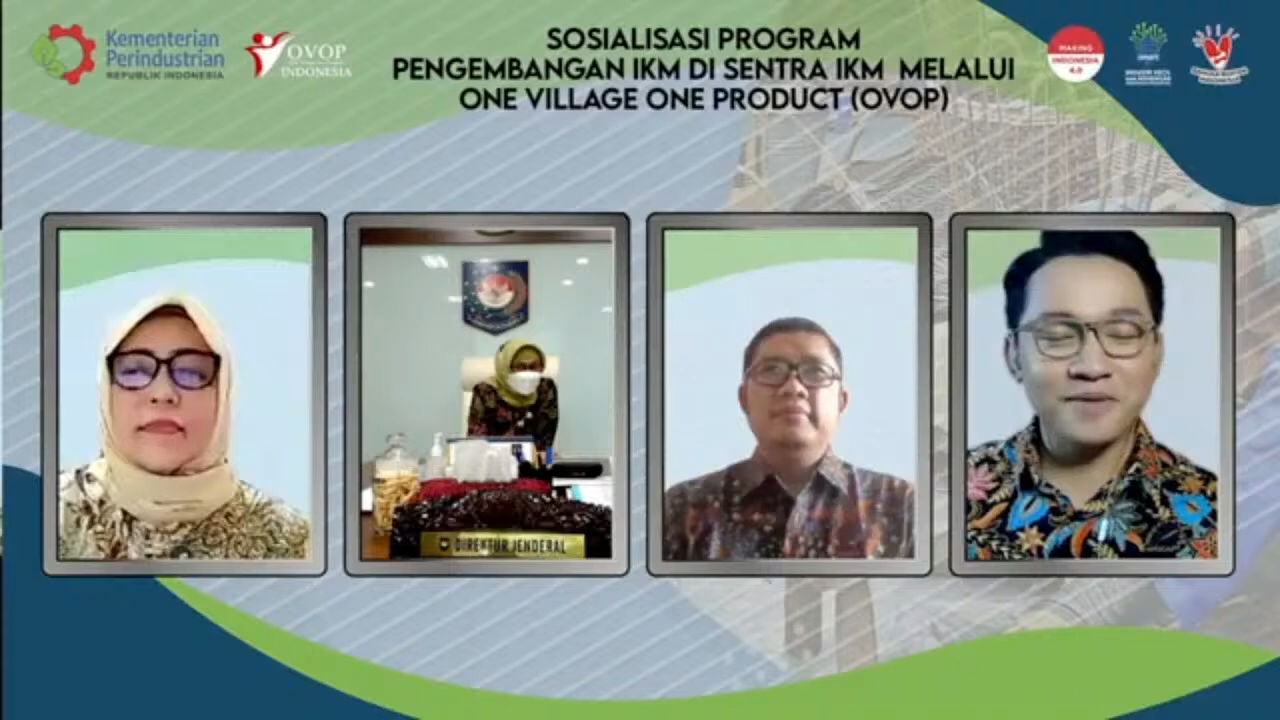 Kementerian
Perindustrian
REPUBLIK INDONESIA
OVOP
INDONESIA
SOSIALISASI PROGRAM
PENGEMBANGAN IKM DI SENTRA IKM MELALUI
ONE VILLAGE ONE PRODUCT (OVOP)
MAKING
INDONESIA
4.0
DIREKTUR JENDERAL